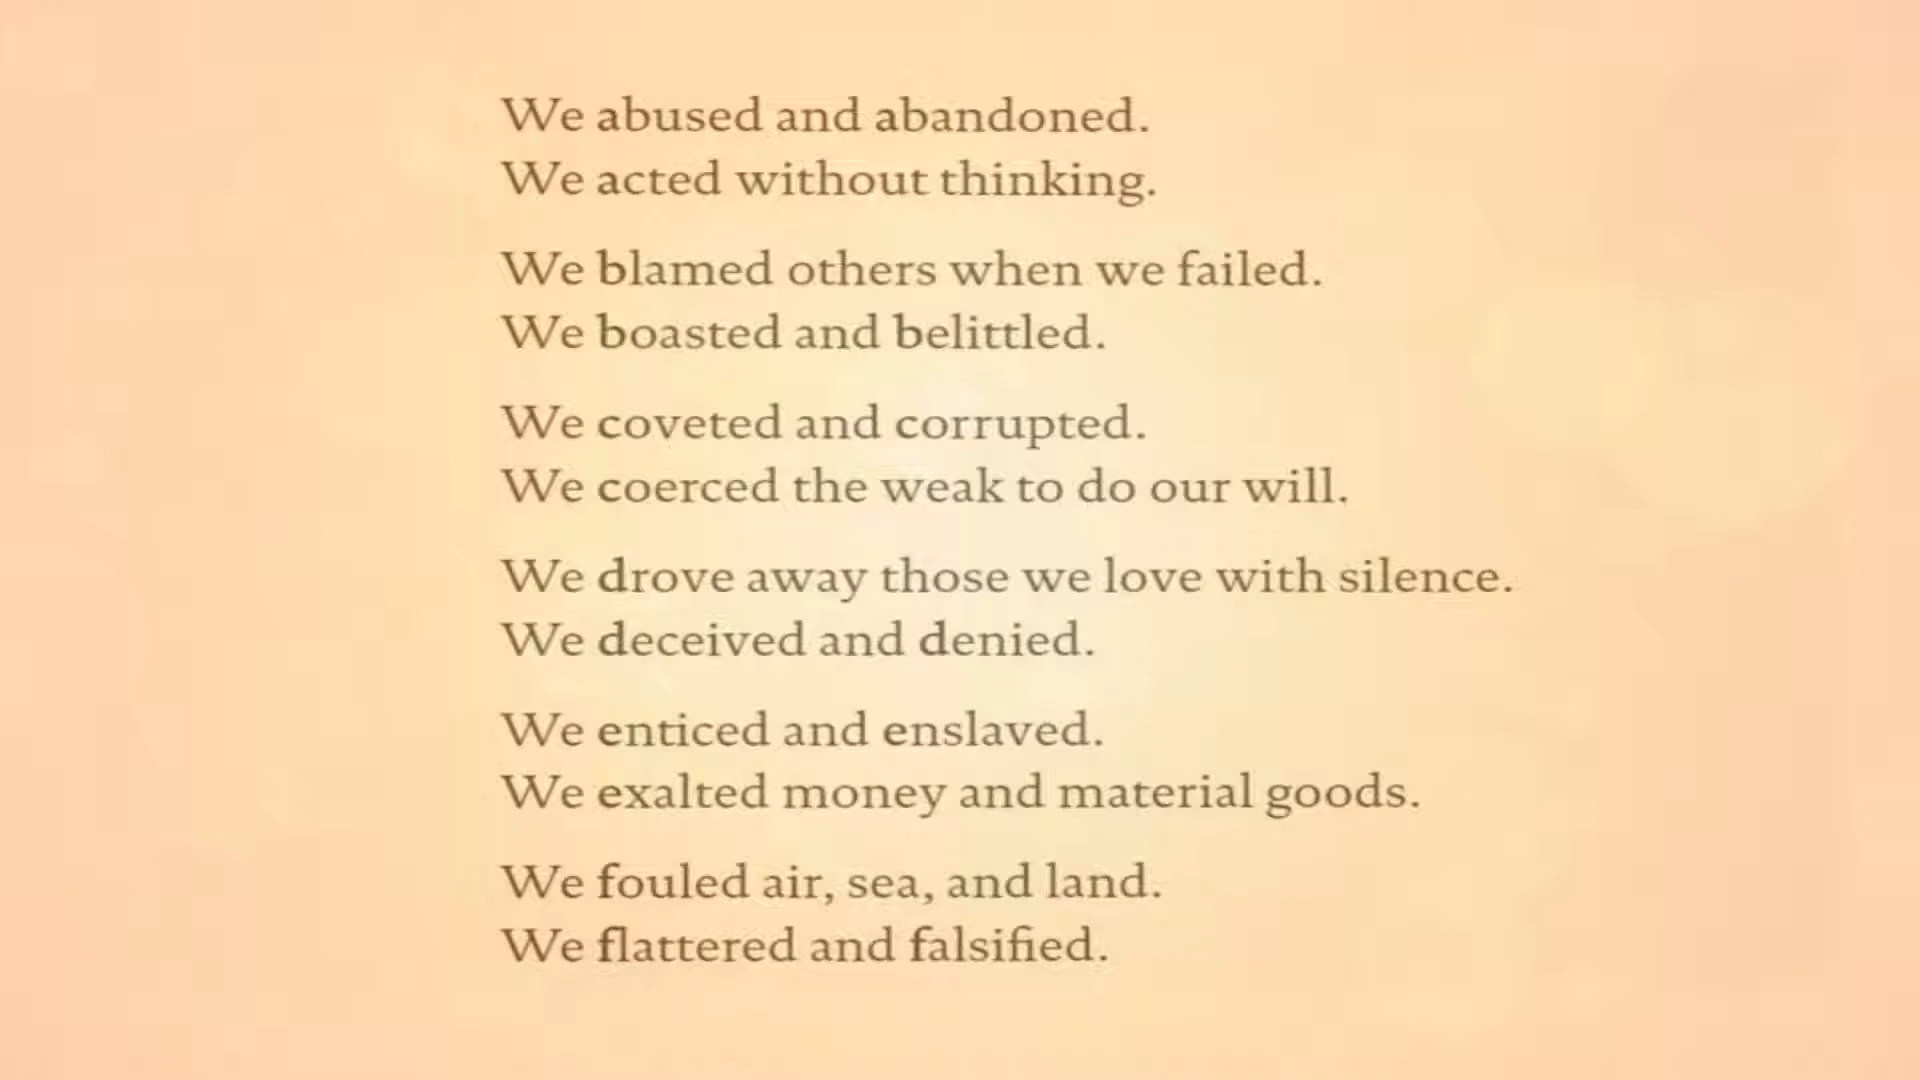 We abused and abandoned.
We acted without thinking.
We blamed others when we failed.
We boasted and belittled.
We coveted and corrupted.
We coerced the weak to do our will.
We drove away those we love with silence.
We deceived and denied.
We enticed and enslaved.
We exalted money and material goods.
We fouled air, sea, and land.
We flattered and falsified.